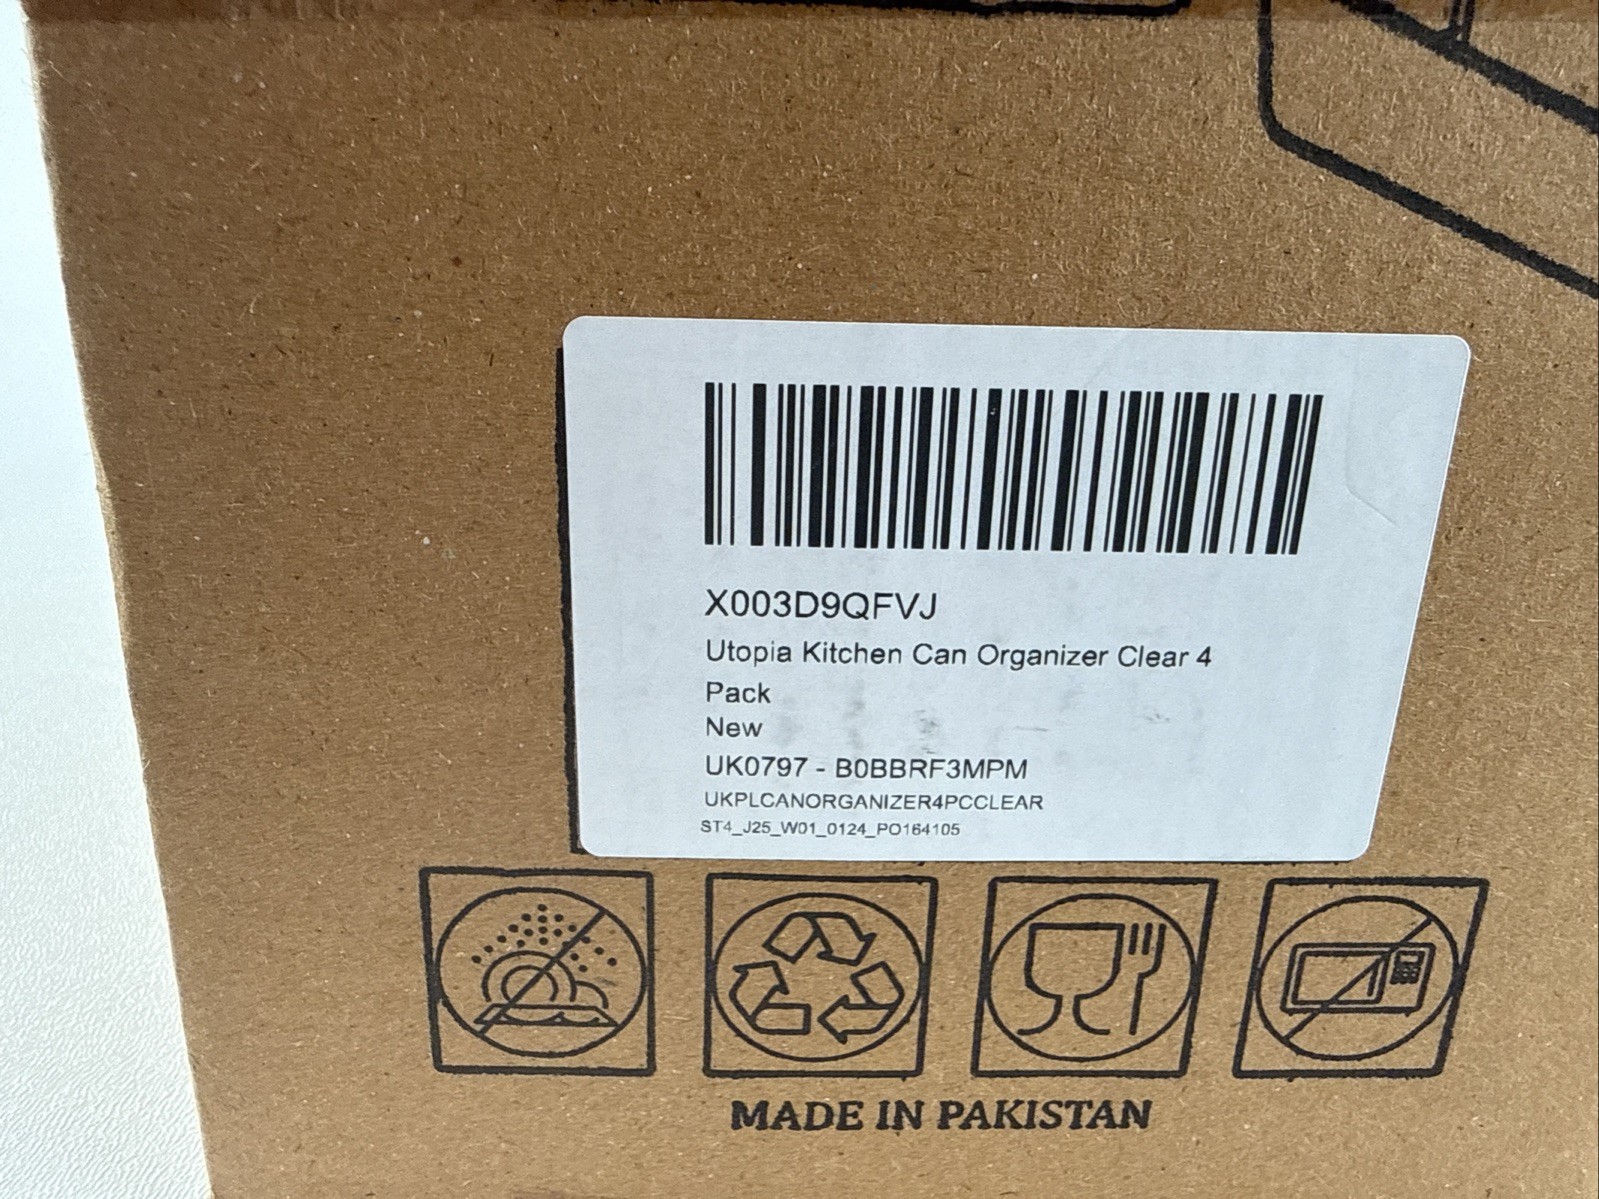 X003D9QFVJ
Utopia Kitchen Can Organizer Clear 4
Pack
New
UK0797 - B0BBRF3MPM
UKPLCANORGANIZER4PCCLEAR
ST4_J25_W01_0124_PO164105
MADE IN PAKISTAN